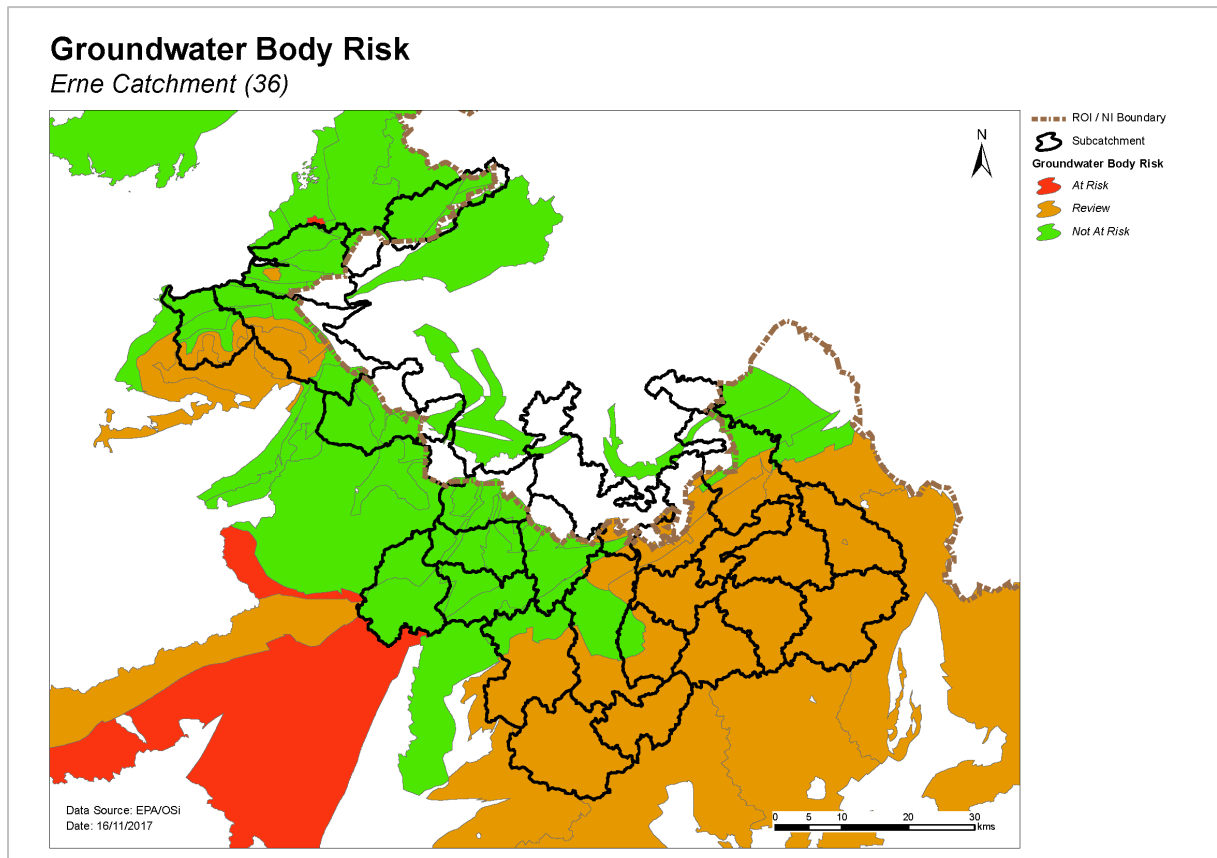 Groundwater Body Risk
Erne Catchment (36)
ROI / NI Boundary
Subcatchment
Groundwater Body Risk
At Risk
Review
Not At Risk
N
Data Source: EPA/OSi
Date: 16/11/2017
0 5 10 20 30
kms